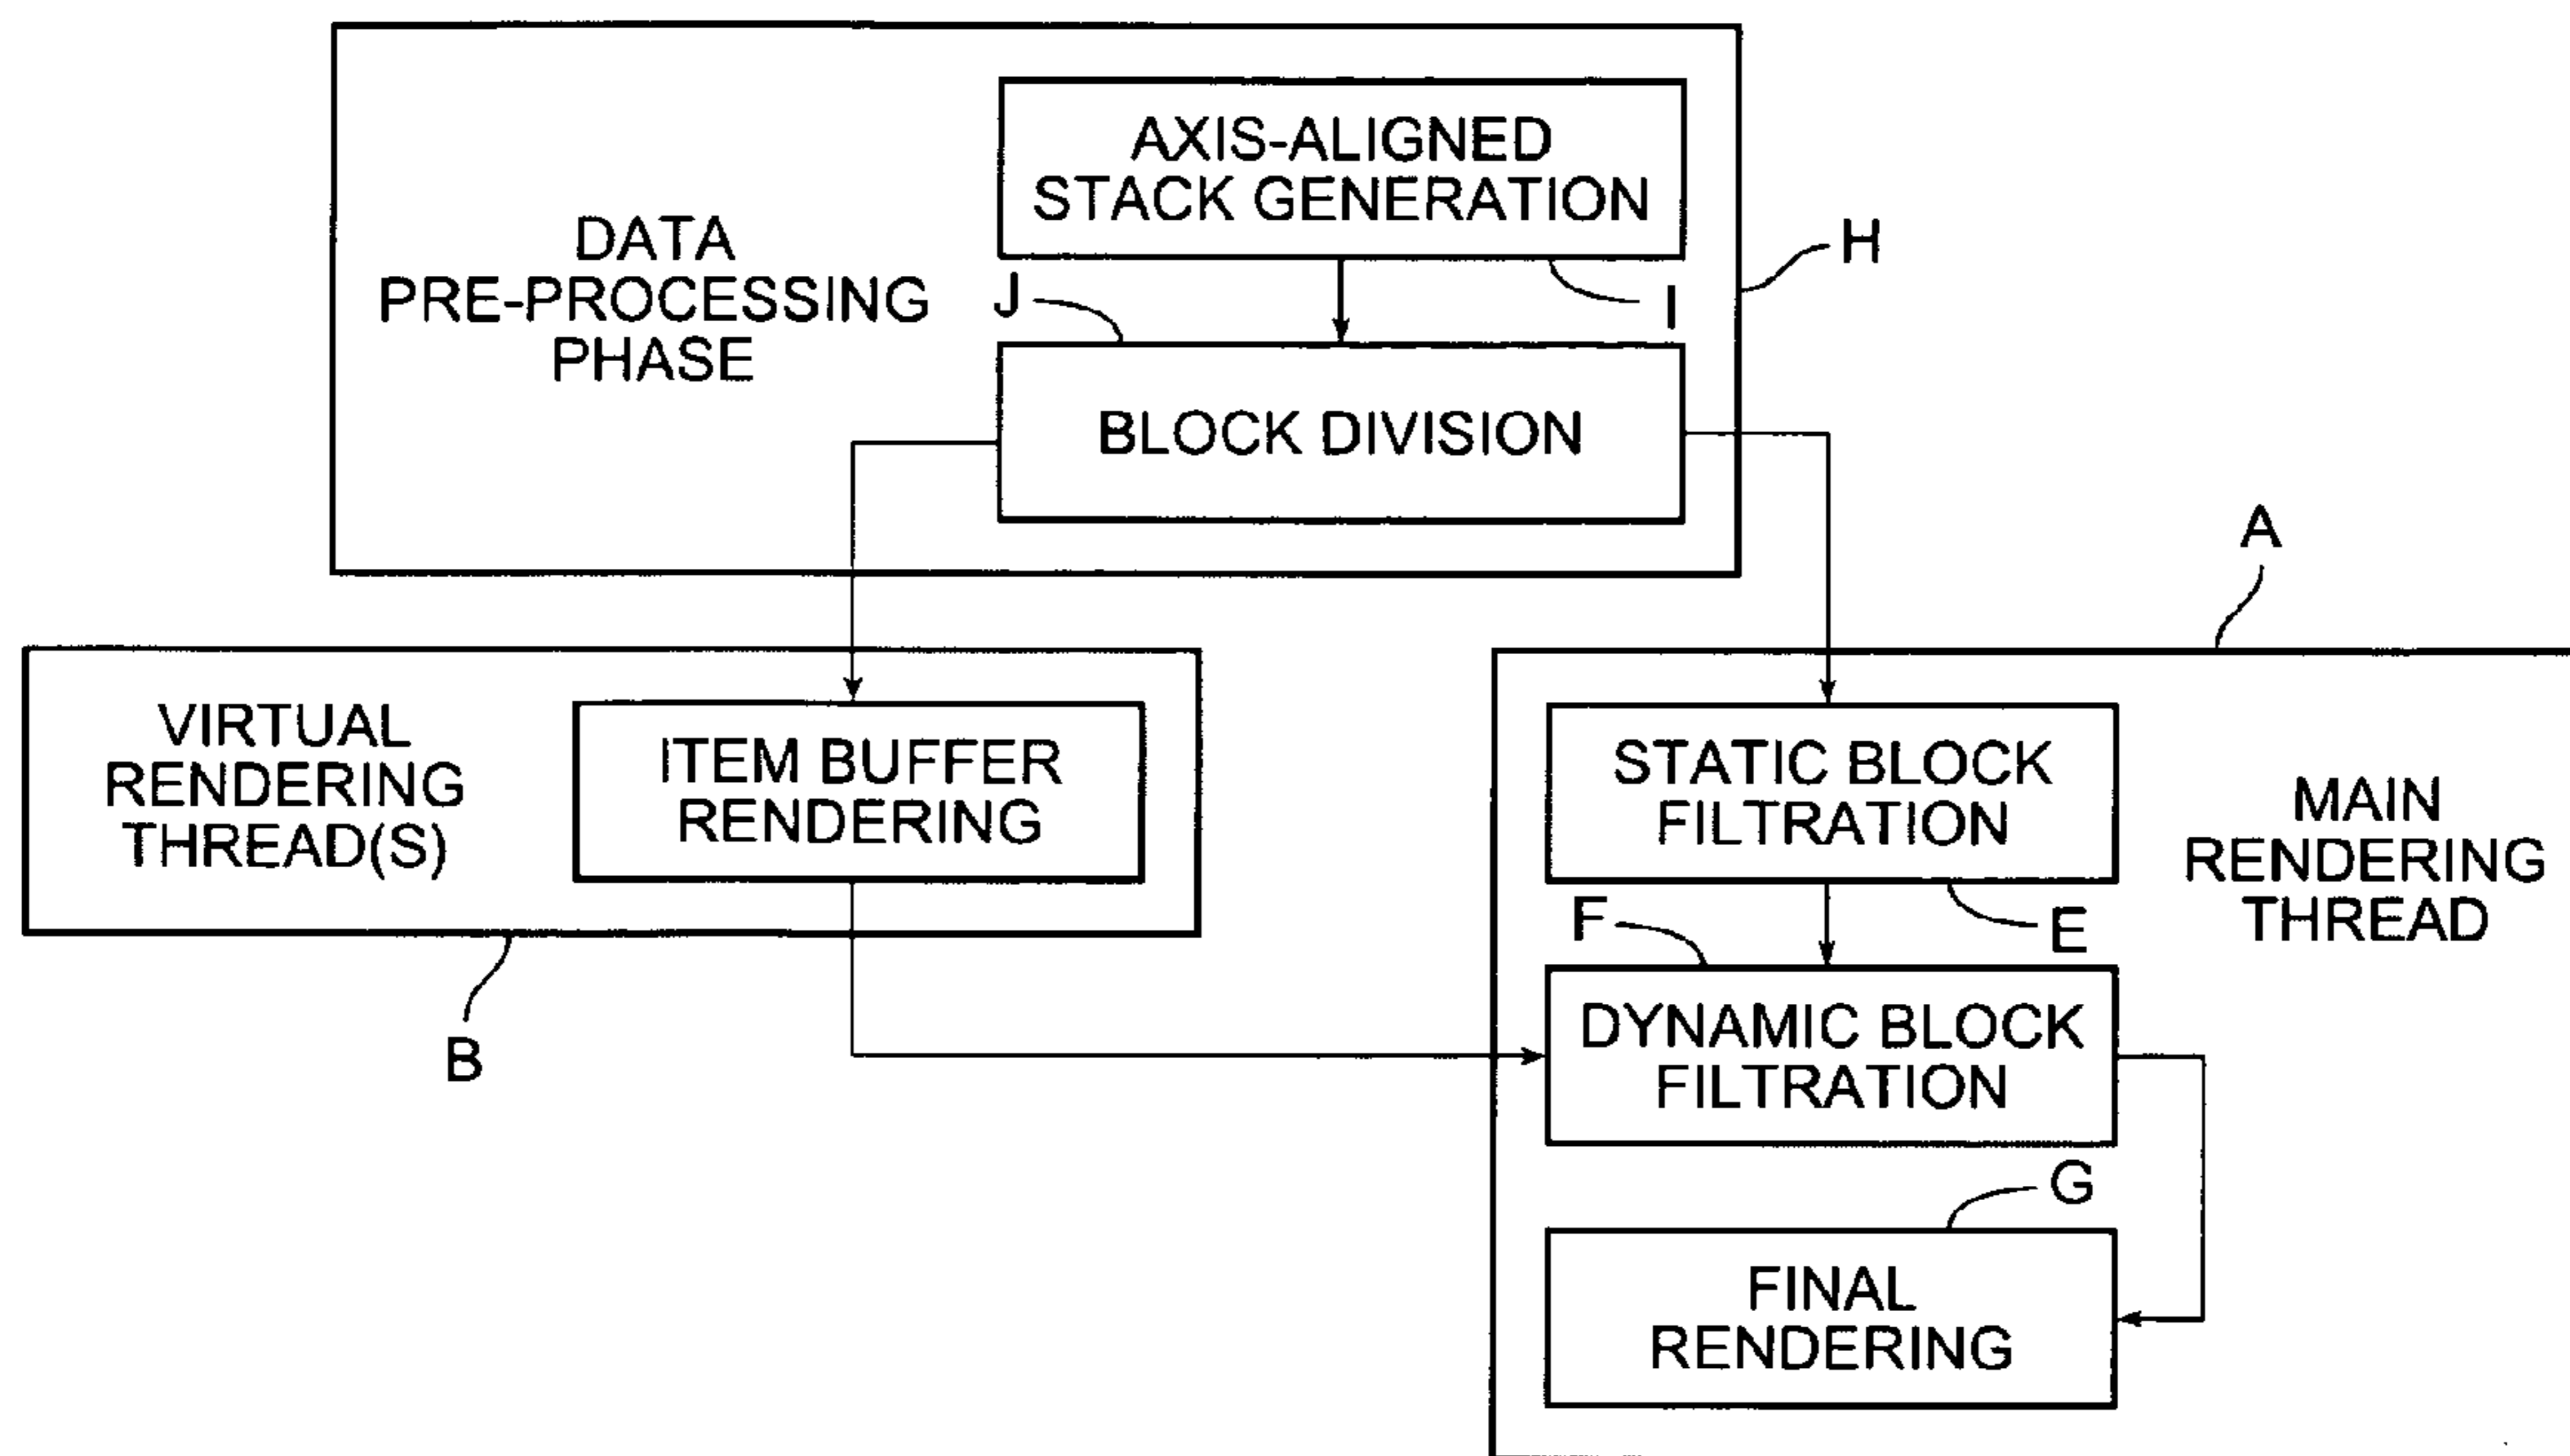 AXIS-ALIGNED
STACK GENERATION
DATA
PRE-PROCESSING
PHASE
H
J
I
BLOCK DIVISION
A
VIRTUAL
RENDERING
THREAD(S)
ITEM BUFFER
RENDERING
B
STATIC BLOCK
FILTRATION
MAIN
RENDERING
THREAD
F
E
DYNAMIC BLOCK
FILTRATION
G
FINAL
RENDERING